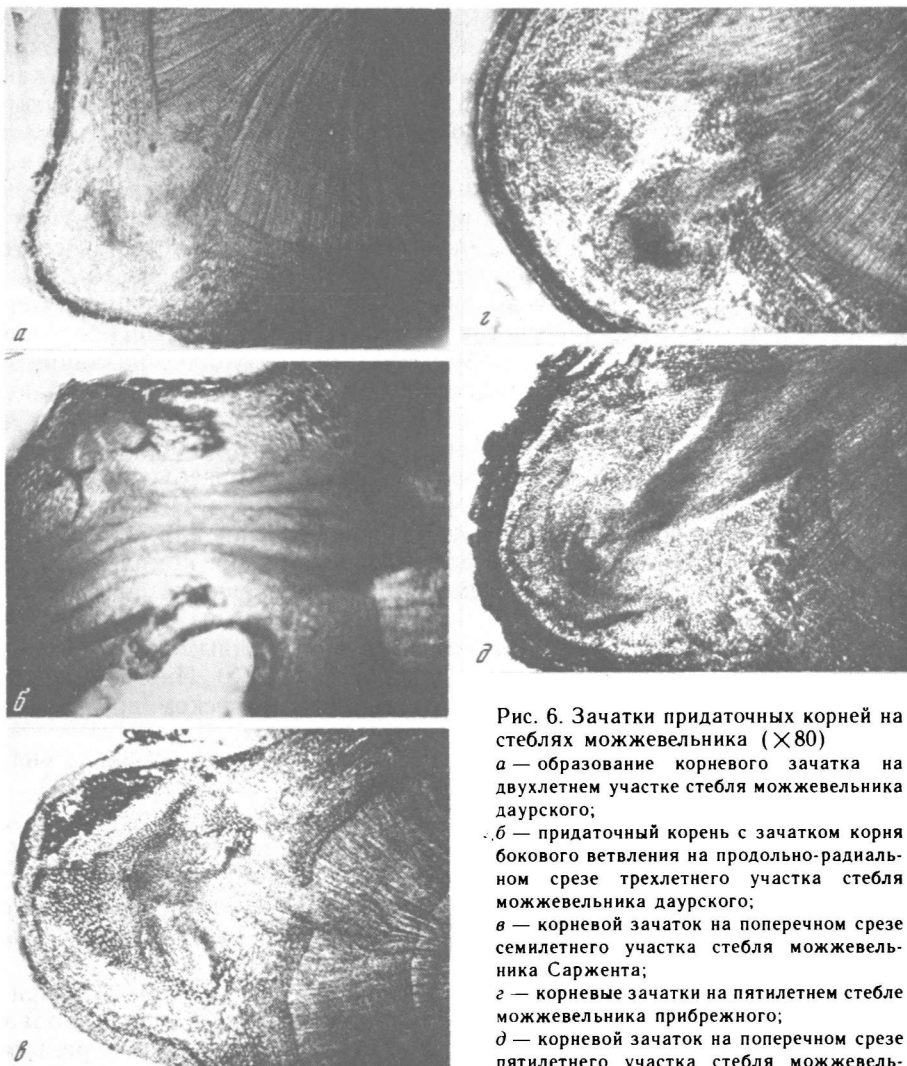 а
г
б
д
в
Рис. 6. Зачатки придаточных корней на
стеблях можжевельника (×80)
а — образование корневого зачатка на
двухлетнем участке стебля можжевельника
даурского;
б — придаточный корень с зачатком корня
бокового ветвления на продольно-радиаль-
ном срезе трехлетнего участка стебля
можжевельника даурского;
в — корневой зачаток на поперечном срезе
семилетнего участка стебля можжевель-
ника Саржента;
г — корневые зачатки на пятилетнем стебле
можжевельника прибрежного;
д — корневой зачаток на поперечном срезе
пятилетнего участка стебля можжевель-